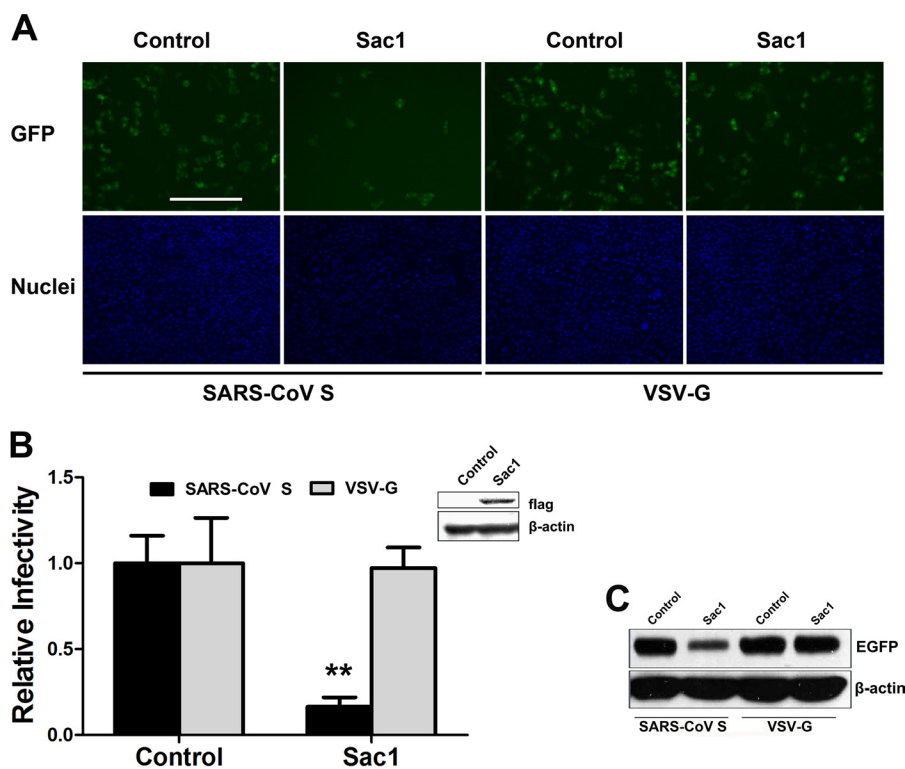 A
Control Sac1 Control Sac1
GFP
Nuclei
SARS-CoV S VSV-G
B
Relative Infectivity
1.5
1.0
0.5
0.0
SARS-CoV S VSV-G
**
Control Sac1
Control Sac1
flag
β-actin
C
Control Sac1 Control Sac1
EGFP
β-actin
SARS-CoV S VSV-G